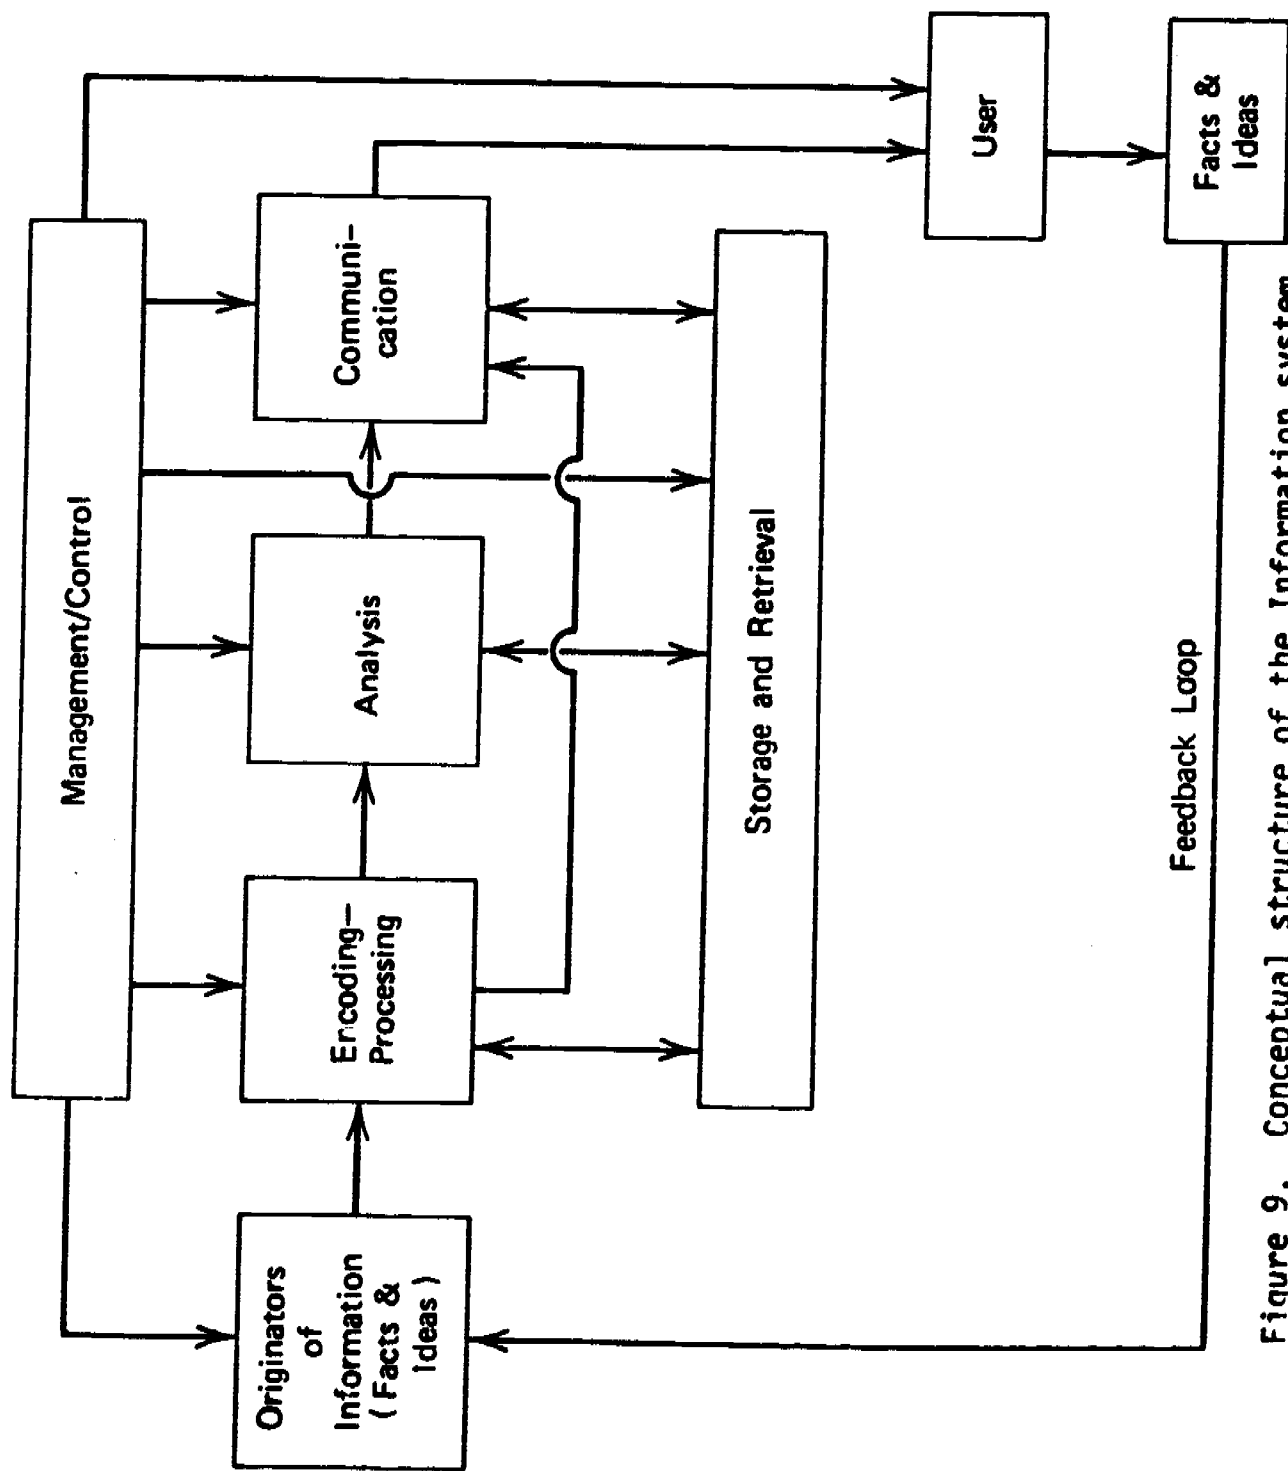 Management/Control
Originators
of
Information
(Facts &
Ideas)
Encoding—
Processing
Analysis
Communi—
cation
Storage and Retrieval
User
Facts &
Ideas
Feedback Loop
Figure 9. Conceptual structure of the Information system